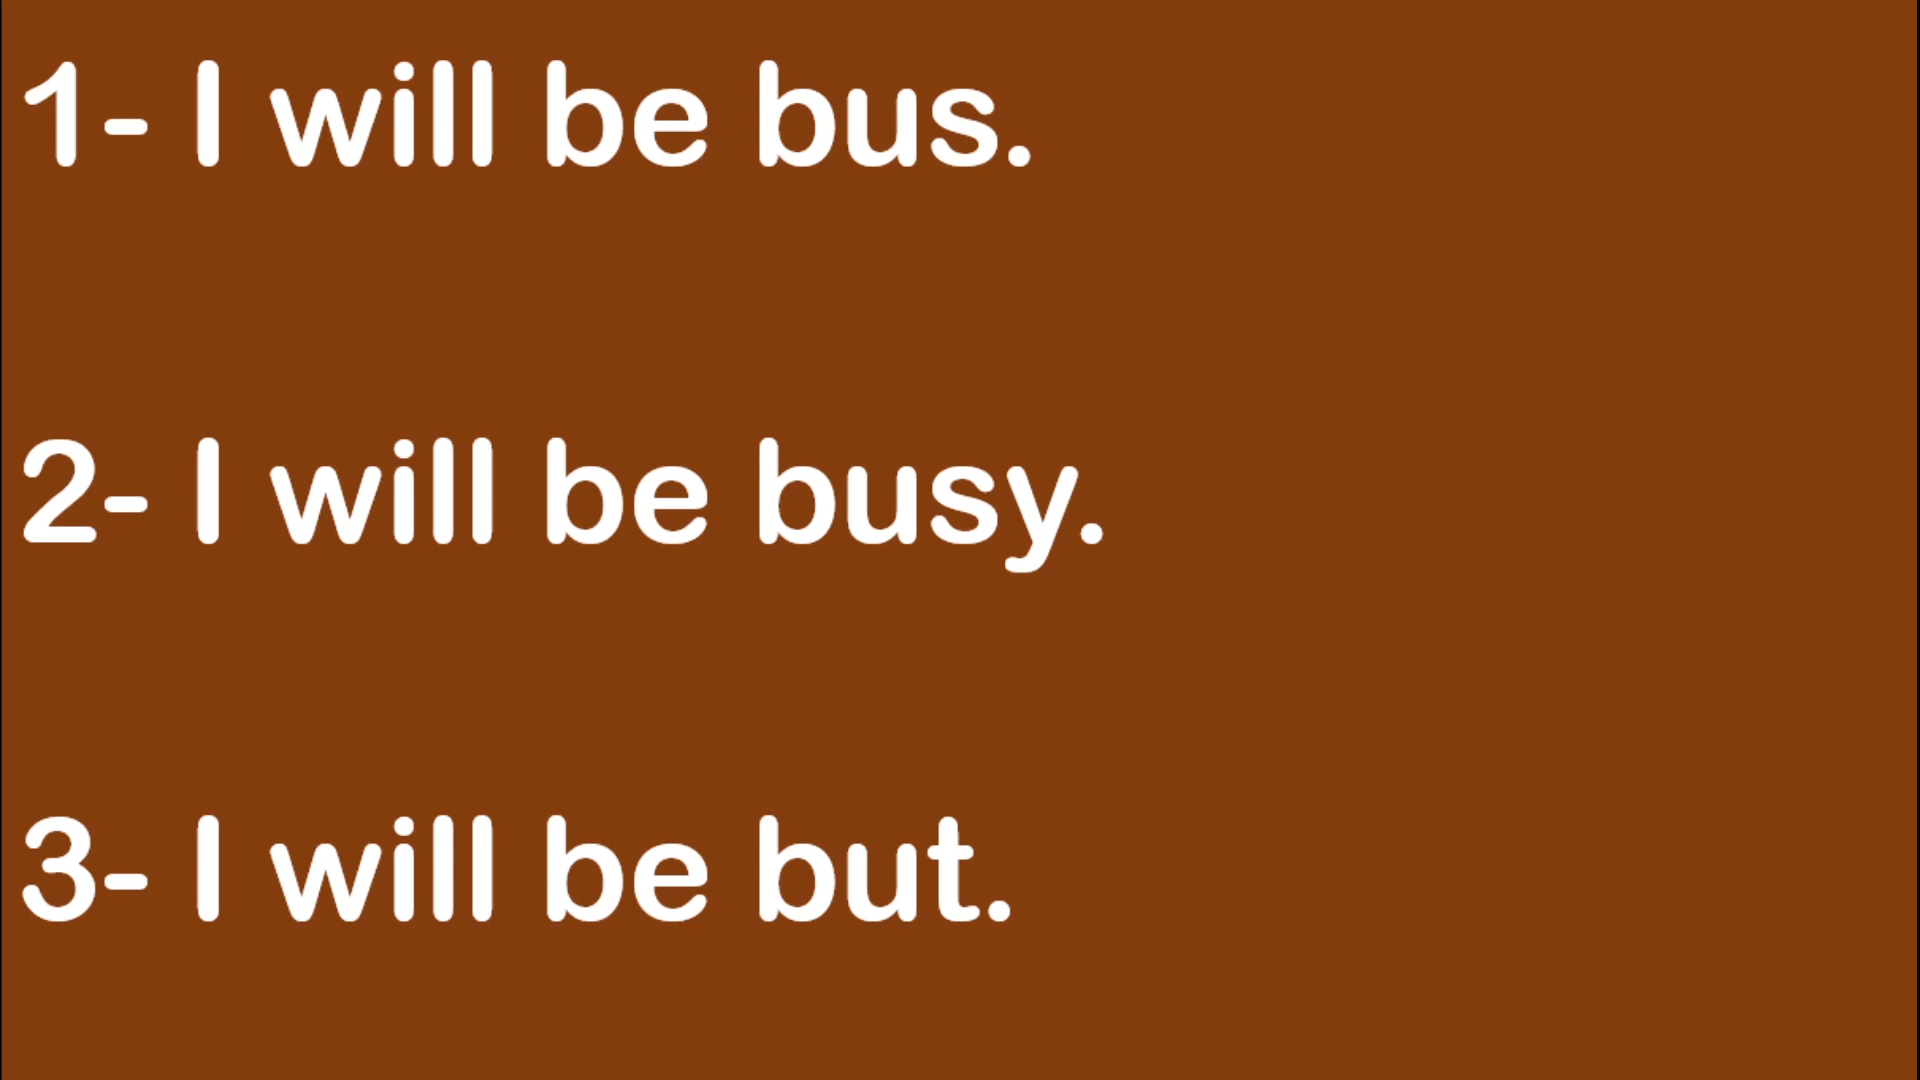 1- I will be bus.
2- I will be busy.
3- I will be but.